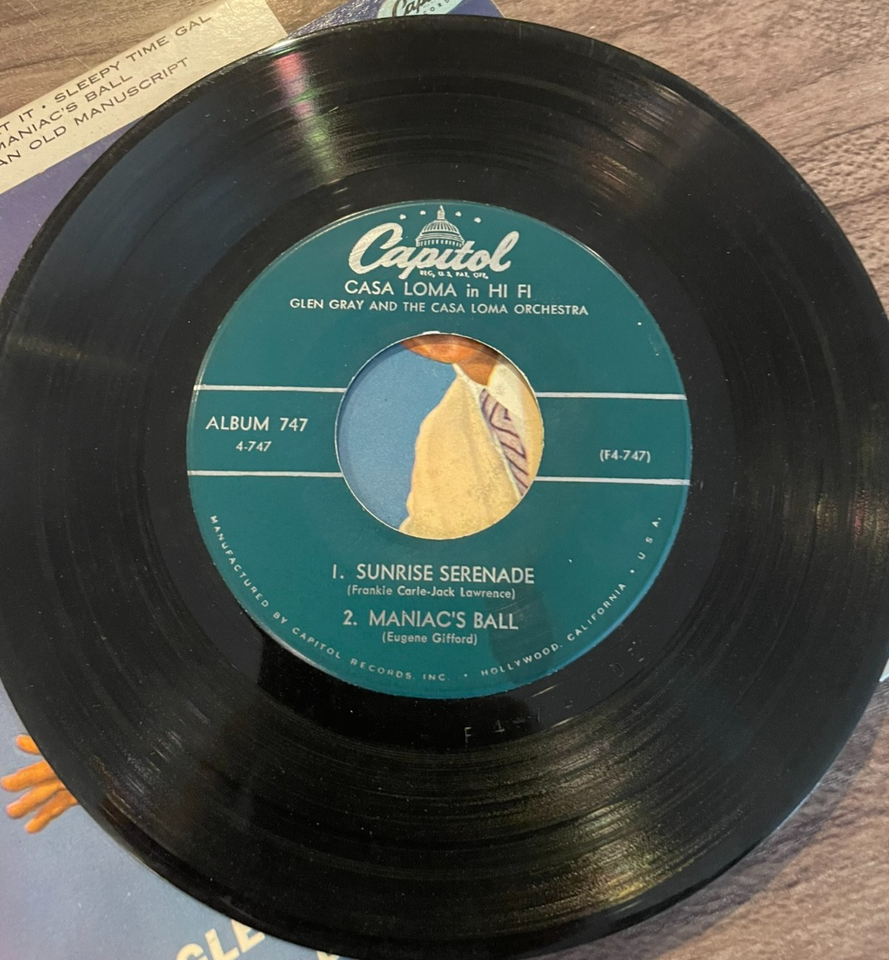 T IT • SLEEPY TIME GAL
MANIAC'S BALL
AN OLD MANUSCRIPT
Capitol
REG. U.S. PAT. OFF.
CASA LOMA in HI FI
GLEN GRAY AND THE CASA LOMA ORCHESTRA
ALBUM 747
4-747
(F4-747)
1. SUNRISE SERENADE
(Frankie Carle-Jack Lawrence)
2. MANIAC'S BALL
(Eugene Gifford)
MANUFACTURED BY CAPITOL RECORDS, INC. • HOLLYWOOD, CALIFORNIA • U.S.A.
GLE